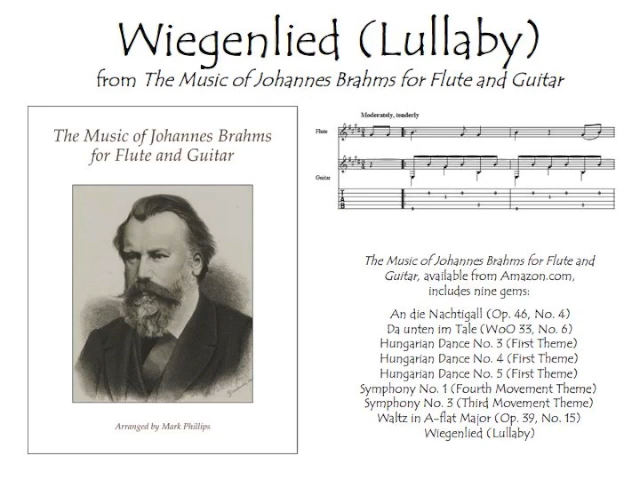 Wiegenlied (Lullaby)
from The Music of Johannes Brahms for Flute and Guitar
The Music of Johannes Brahms
for Flute and Guitar
Arranged by Mark Phillips
Moderately, tenderly
Flute
Guitar
The Music of Johannes Brahms for Flute and
Guitar, available from Amazon.com,
includes nine gems:
An die Nachtigall (Op. 46, No. 4)
Da unten im Tale (WoO 33, No. 6)
Hungarian Dance No. 3 (First Theme)
Hungarian Dance No. 4 (First Theme)
Hungarian Dance No. 5 (First Theme)
Symphony No. 1 (Fourth Movement Theme)
Symphony No. 3 (Third Movement Theme)
Waltz in A-flat Major (Op. 39, No. 15)
Wiegenlied (Lullaby)